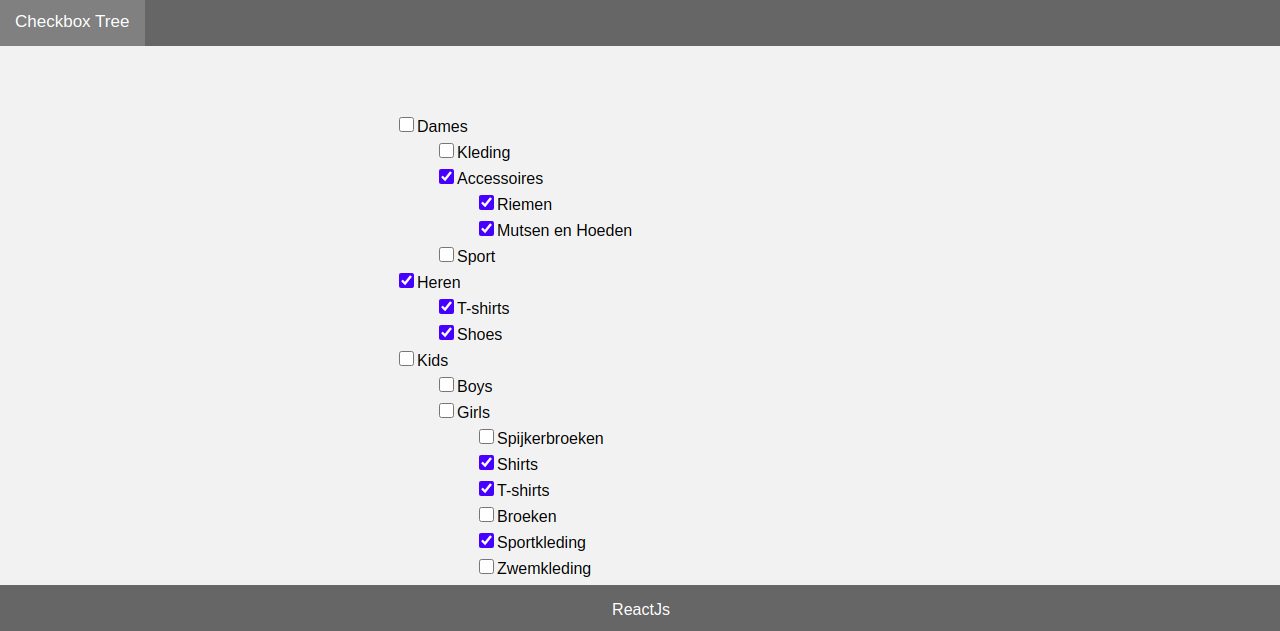 Checkbox Tree
Dames
Kleding
Accessoires
Riemen
Mutsen en Hoeden
Sport
Heren
T-shirts
Shoes
Kids
Boys
Girls
Spijkerbroeken
Shirts
T-shirts
Broeken
Sportkleding
Zwemkleding
ReactJs